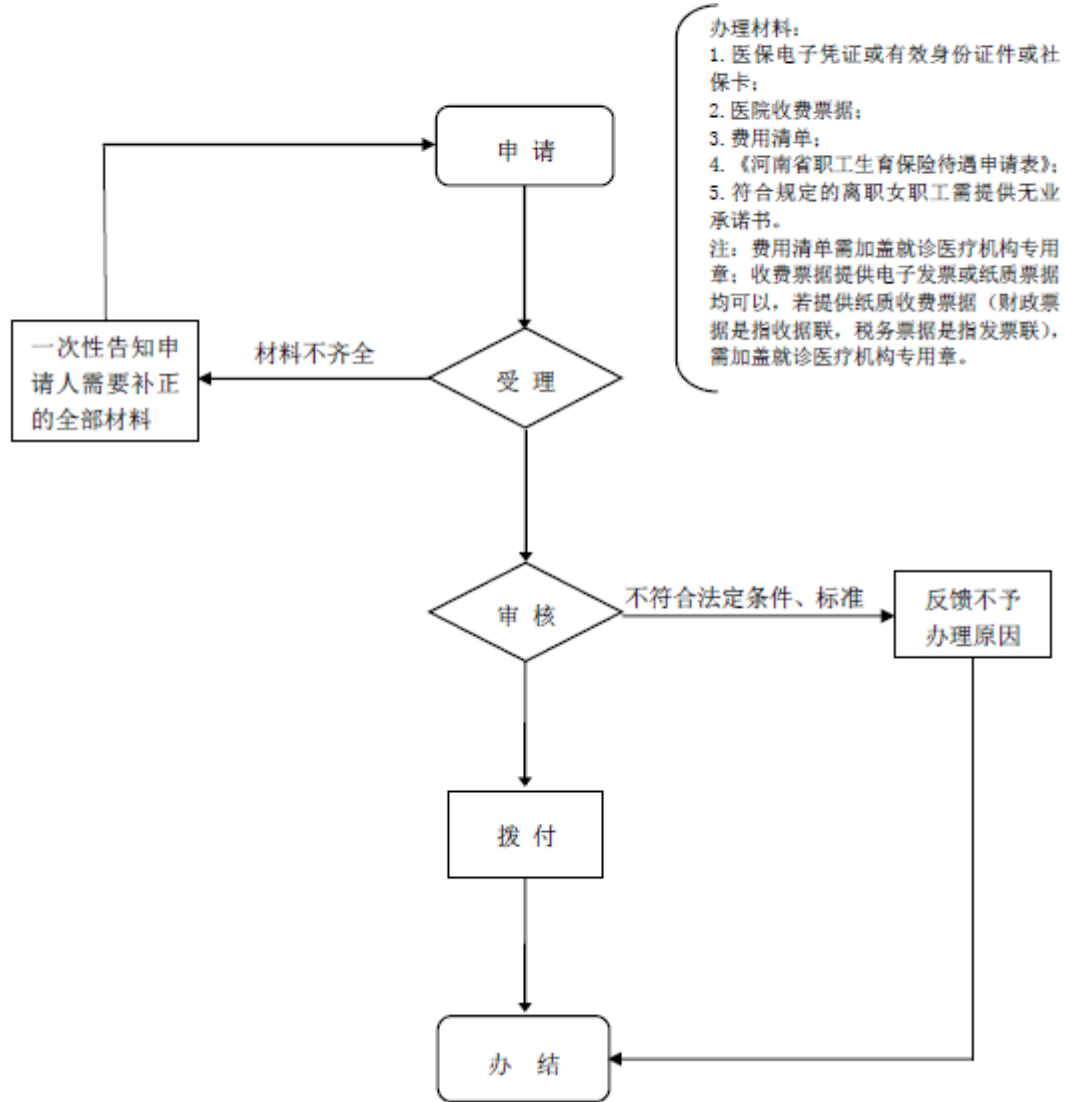 办理材料：
1. 医保电子凭证或有效身份证件或社
保卡；
2. 医院收费票据；
3. 费用清单；
4. 《河南省职工生育保险待遇申请表》；
5. 符合规定的离职女职工需提供无业
承诺书。
注：费用清单需加盖就诊医疗机构专用
章；收费票据提供电子发票或纸质票据
均可以，若提供纸质收费票据（财政票
据是指收据联，税务票据是指发票联），
需加盖就诊医疗机构专用章。
申 请
一次性告知申
请人需要补正
的全部材料
材料不齐全
受 理
审 核
不符合法定条件、标准
反馈不予
办理原因
拨 付
办 结